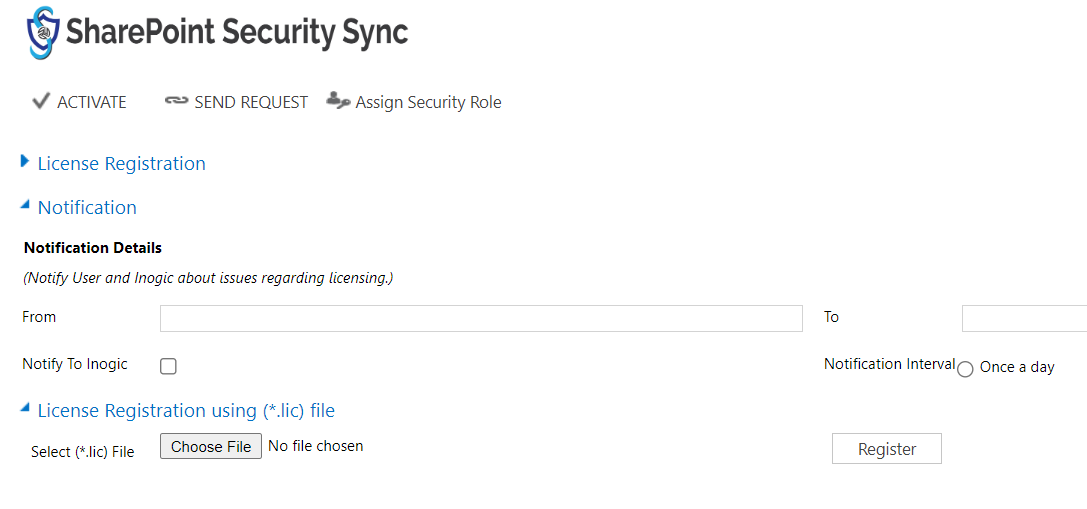 SharePoint Security Sync
ACTIVATE SEND REQUEST Assign Security Role
License Registration
Notification
Notification Details
(Notify User and Inogic about issues regarding licensing.)
From To
Notify To Inogic Notification Interval Once a day
License Registration using (*.lic) file
Select (*.lic) File Choose File No file chosen Register